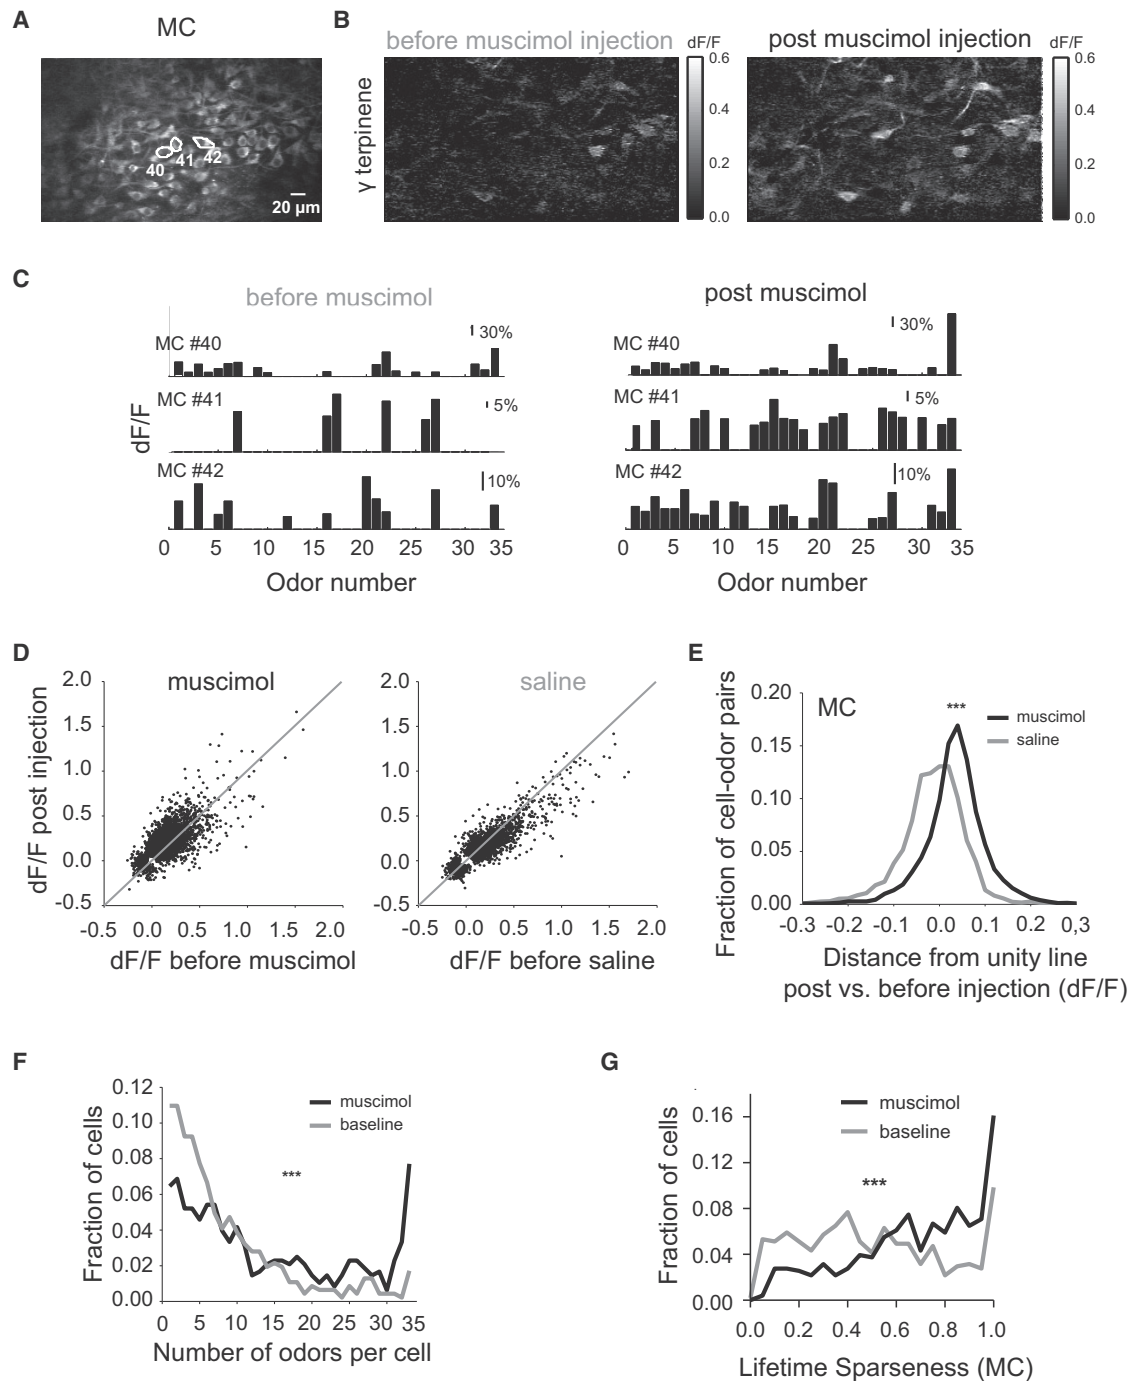 A
MC
40
41
42
20 μm
B
before muscimol injection
dF/F
0.6
0.4
0.2
0.0
post muscimol injection
dF/F
0.6
0.4
0.2
0.0
γ terpinene
C
before muscimol
dF/F
MC #40
30%
MC #41
5%
MC #42
10%
0 5 10 15 20 25 30 35
Odor number
post muscimol
MC #40
30%
MC #41
5%
MC #42
10%
0 5 10 15 20 25 30 35
Odor number
D
dF/F post injection
muscimol
2.0
1.5
1.0
0.5
0.0
-0.5
-0.5 0.0 0.5 1.0 1.5 2.0
dF/F before muscimol
saline
2.0
1.5
1.0
0.5
0.0
-0.5
-0.5 0.0 0.5 1.0 1.5 2.0
dF/F before saline
E
Fraction of cell-odor pairs
MC
***
muscimol
saline
0.20
0.15
0.10
0.05
0.00
-0.3 -0.2 -0.1 0.0 0.1 0.2 0,3
Distance from unity line
post vs. before injection (dF/F)
F
Fraction of cells
0.12
0.10
0.08
0.06
0.04
0.02
0.00
muscimol
baseline
***
0 5 10 15 20 25 30 35
Number of odors per cell
G
Fraction of cells
0.16
0.12
0.08
0.04
0.00
muscimol
baseline
***
0.0 0.2 0.4 0.6 0.8 1.0
Lifetime Sparseness (MC)